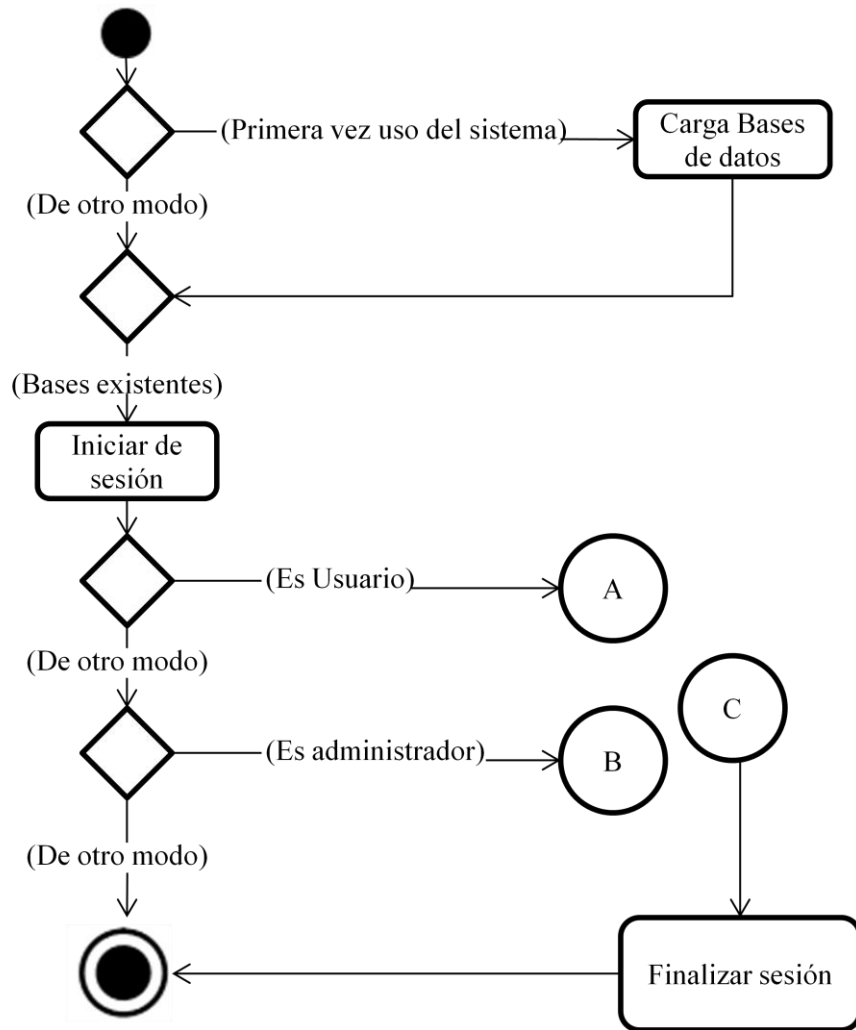 (Primera vez uso del sistema)
Carga Bases
de datos
(De otro modo)
(Bases existentes)
Iniciar de
sesión
(Es Usuario)
A
(De otro modo)
C
(Es administrador)
B
(De otro modo)
Finalizar sesión